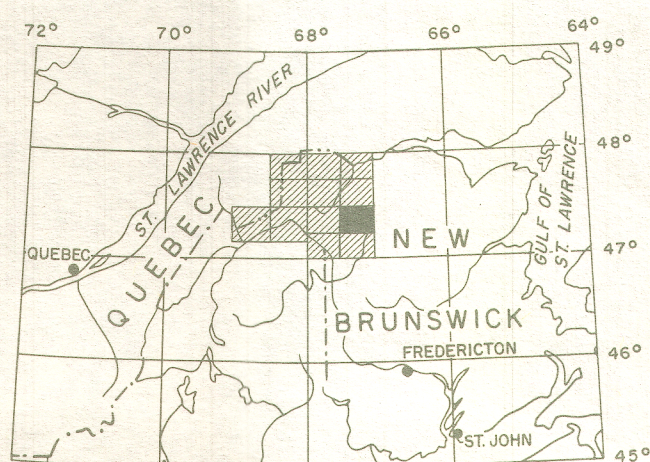 72° 70° 68° 66° 64°
49°
ST. LAWRENCE RIVER
48°
GULF OF
ST. LAWRENCE
QUEBEC
NEW
QUEBEC
47°
BRUNSWICK
FREDERICTON
46°
ST. JOHN
45°